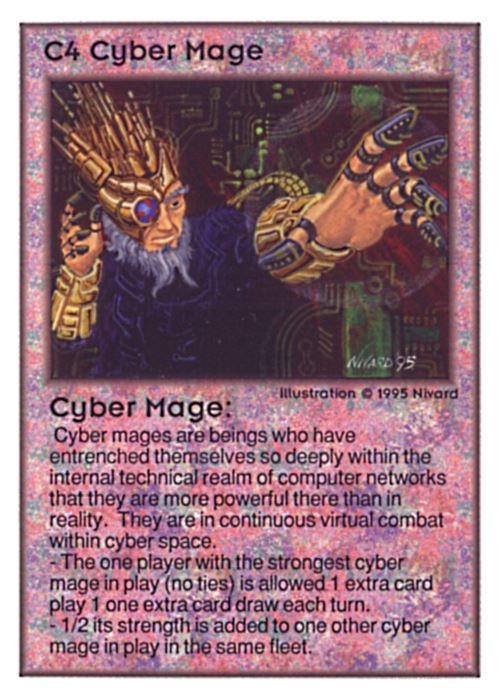 C4 Cyber Mage
NIVARD '95
Illustration © 1995 Nivard
Cyber Mage:
Cyber mages are beings who have
entrenched themselves so deeply within the
internal technical realm of computer networks
that they are more powerful there than in
reality. They are in continuous virtual combat
within cyber space.
- The one player with the strongest cyber
mage in play (no ties) is allowed 1 extra card
play 1 one extra card draw each turn.
- 1/2 its strength is added to one other cyber
mage in play in the same fleet.